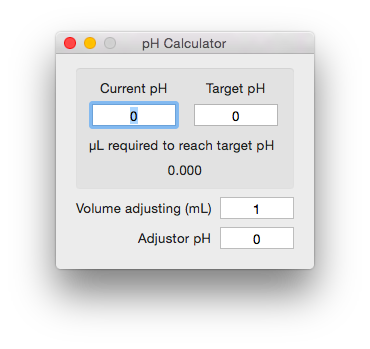 pH Calculator
Current pH Target pH
0 0
µL required to reach target pH
0.000
Volume adjusting (mL) 1
Adjustor pH 0